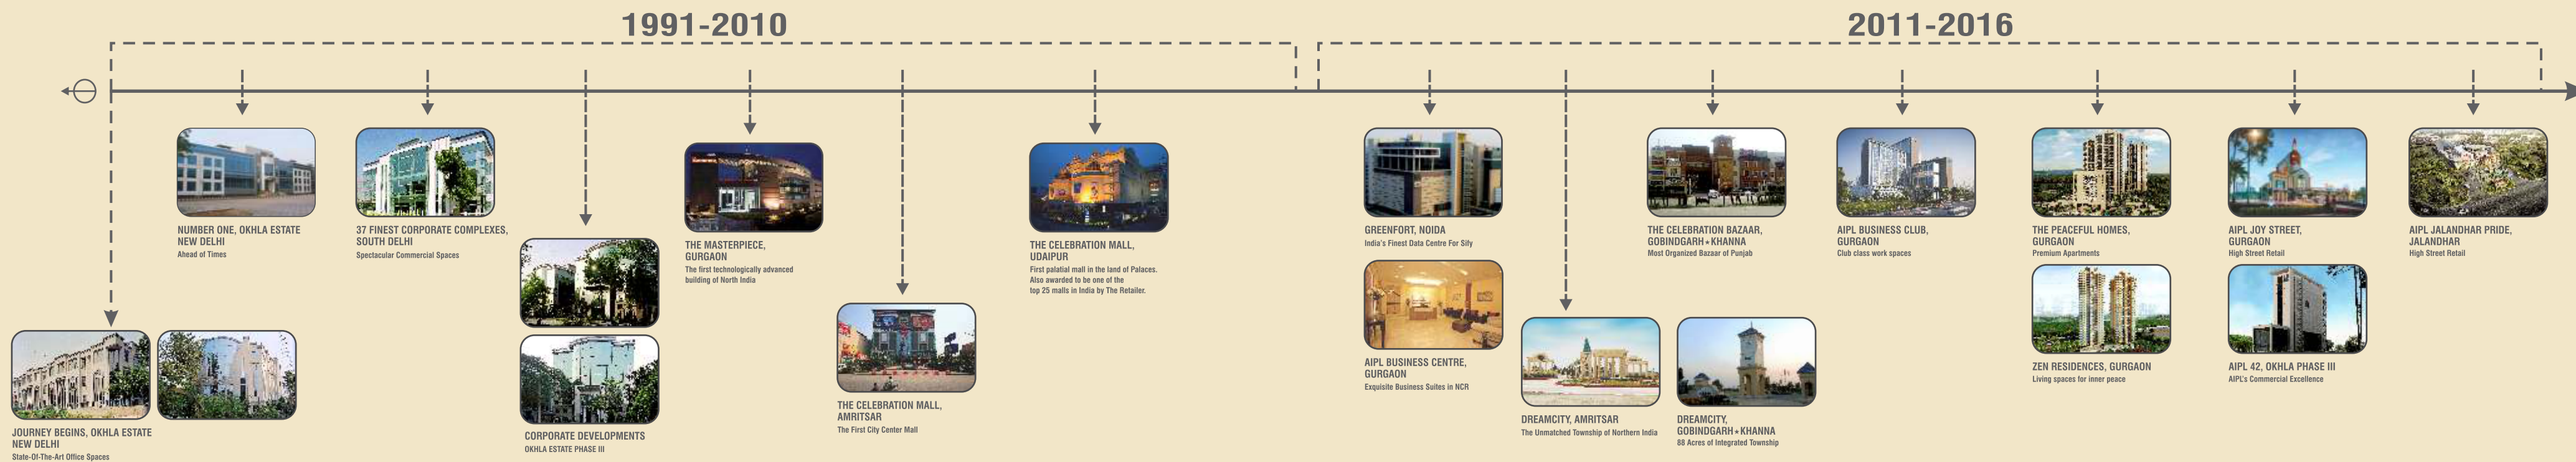 1991-2010
2011-2016
JOURNEY BEGINS, OKHLA ESTATE
NEW DELHI
State-Of-The-Art Office Spaces
NUMBER ONE, OKHLA ESTATE
NEW DELHI
Ahead of Times
37 FINEST CORPORATE COMPLEXES,
SOUTH DELHI
Spectacular Commercial Spaces
CORPORATE DEVELOPMENTS
OKHLA ESTATE PHASE III
THE MASTERPIECE,
GURGAON
The first technologically advanced
building of North India
THE CELEBRATION MALL,
AMRITSAR
The First City Center Mall
THE CELEBRATION MALL,
UDAIPUR
First palatial mall in the land of Palaces.
Also awarded to be one of the
top 25 malls in India by The Retailer.
GREENFORT, NOIDA
India's Finest Data Centre For Sify
AIPL BUSINESS CENTRE,
GURGAON
Exquisite Business Suites in NCR
DREAMCITY, AMRITSAR
The Unmatched Township of Northern India
THE CELEBRATION BAZAAR,
GOBINDGARH★KHANNA
Most Organized Bazaar of Punjab
DREAMCITY,
GOBINDGARH★KHANNA
88 Acres of Integrated Township
AIPL BUSINESS CLUB,
GURGAON
Club class work spaces
THE PEACEFUL HOMES,
GURGAON
Premium Apartments
ZEN RESIDENCES, GURGAON
Living spaces for inner peace
AIPL JOY STREET,
GURGAON
High Street Retail
AIPL 42, OKHLA PHASE III
AIPL's Commercial Excellence
AIPL JALANDHAR PRIDE,
JALANDHAR
High Street Retail